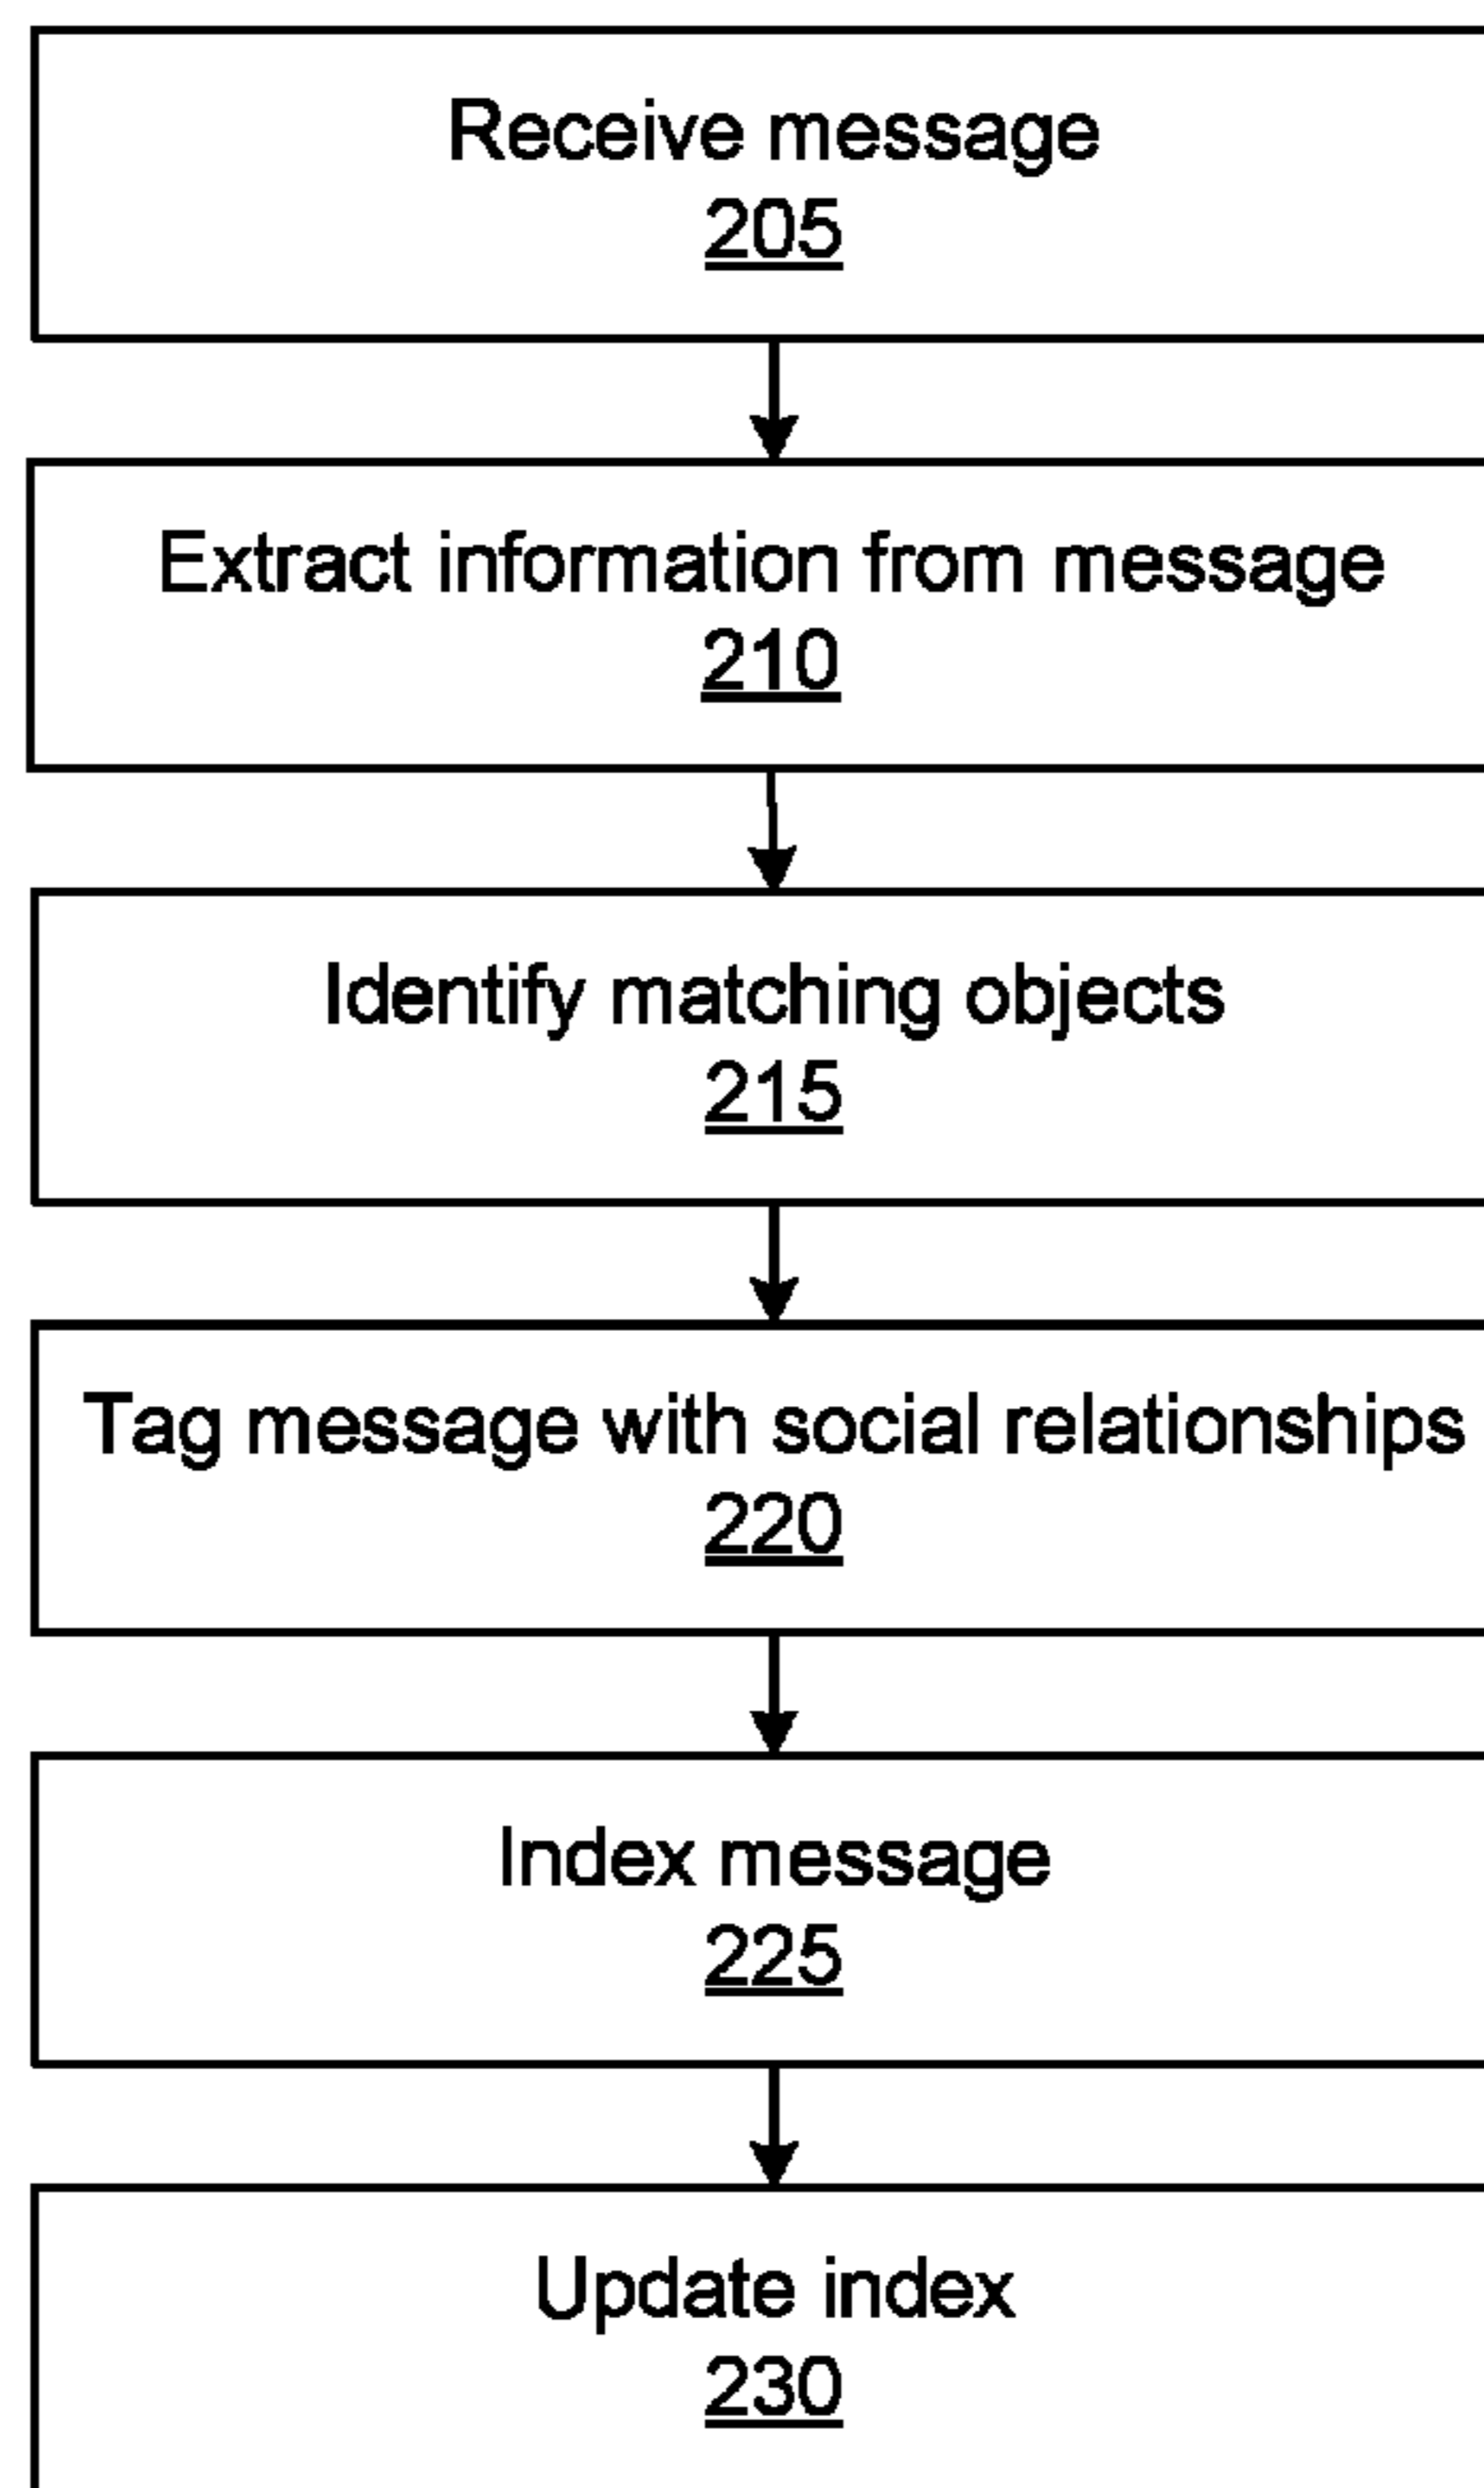 Receive message
205
Extract information from message
210
Identify matching objects
215
Tag message with social relationships
220
Index message
225
Update index
230